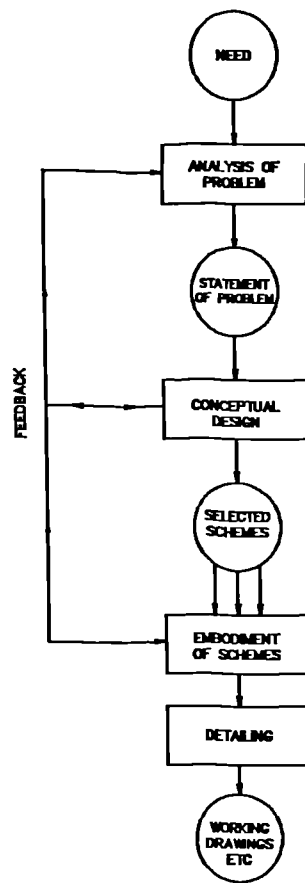 NEED
ANALYSIS OF
PROBLEM
STATEMENT
OF PROBLEM
FEEDBACK
CONCEPTUAL
DESIGN
SELECTED
SCHEMES
EMBODIMENT
OF SCHEMES
DETAILING
WORKING
DRAWINGS
ETC